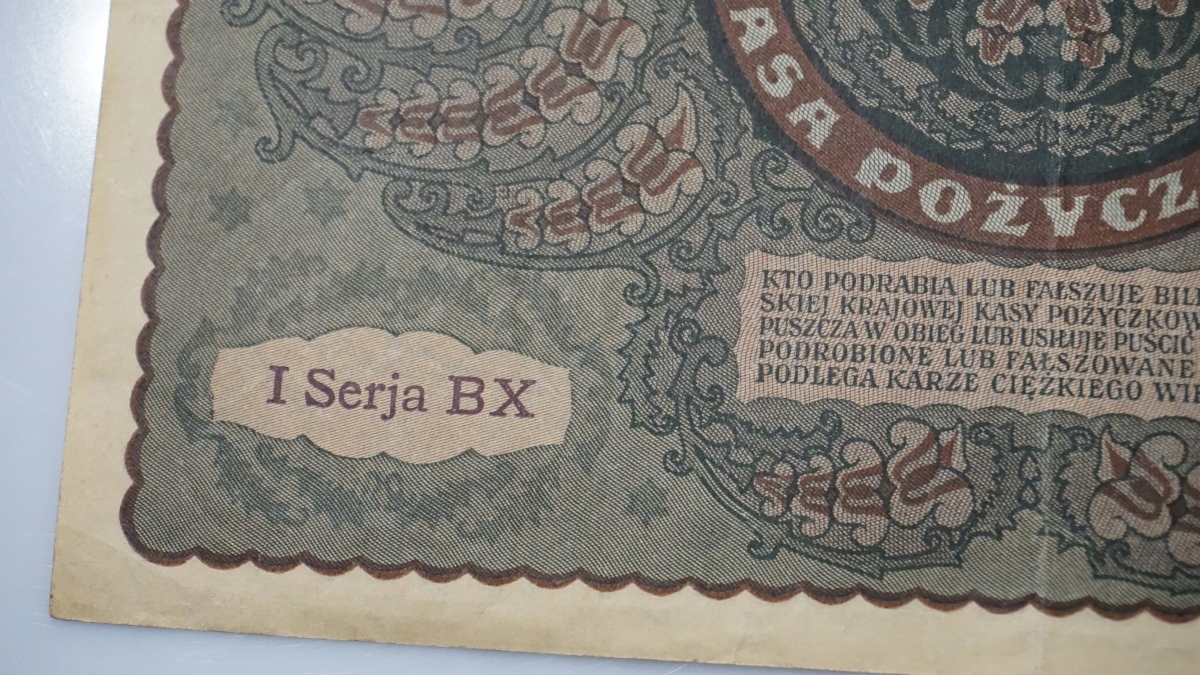 ASA POŻYCZ
KTO PODRABIA LUB FAŁSZUJE BIL
SKIEJ KRAJOWEJ KASY POŻYCZKOW
PUSZCZA W OBIEG LUB USIŁUJE PUŚCIĆ
PODROBIONE LUB FAŁSZOWANE
PODLEGA KARZE CIĘŻKIEGO WIĘ
I Serja BX